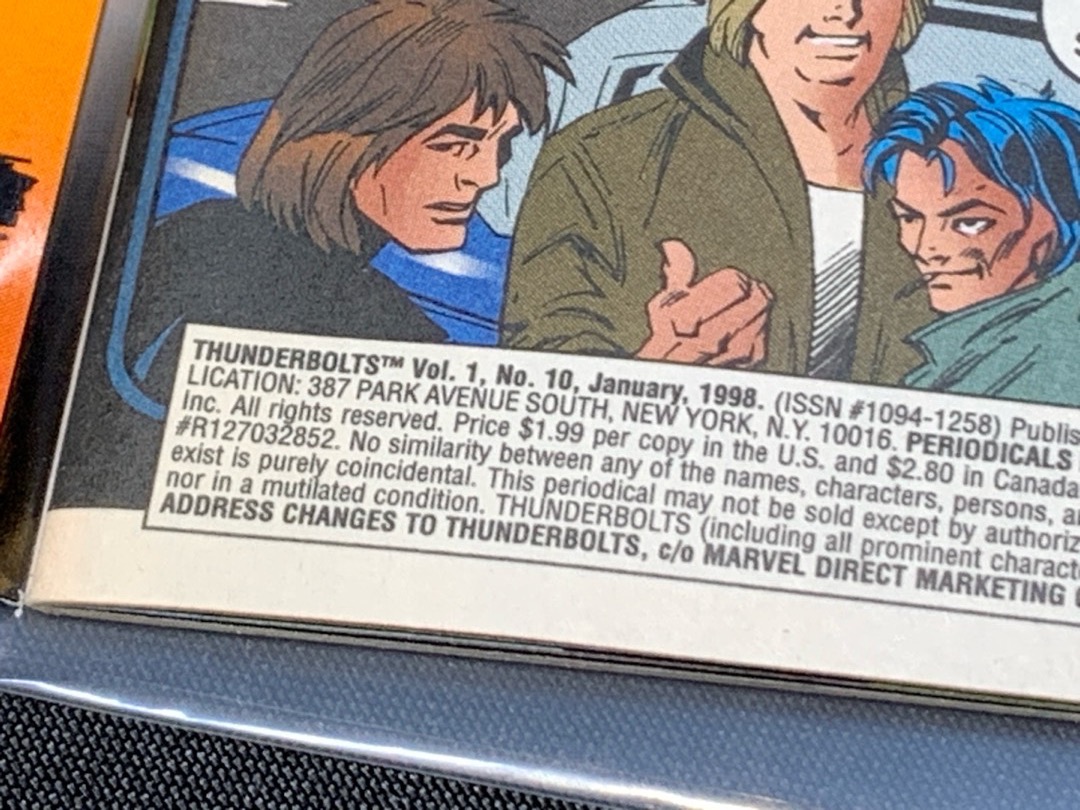 THUNDERBOLTS™ Vol. 1, No. 10, January, 1998. (ISSN #1094-1258) Publis
LICATION: 387 PARK AVENUE SOUTH, NEW YORK, N.Y. 10016. PERIODICALS
Inc. All rights reserved. Price $1.99 per copy in the U.S. and $2.80 in Canada
#R127032852. No similarity between any of the names, characters, persons, a
exist is purely coincidental. This periodical may not be sold except by authoriz
nor in a mutilated condition. THUNDERBOLTS (including all prominent charact
ADDRESS CHANGES TO THUNDERBOLTS, c/o MARVEL DIRECT MARKETING